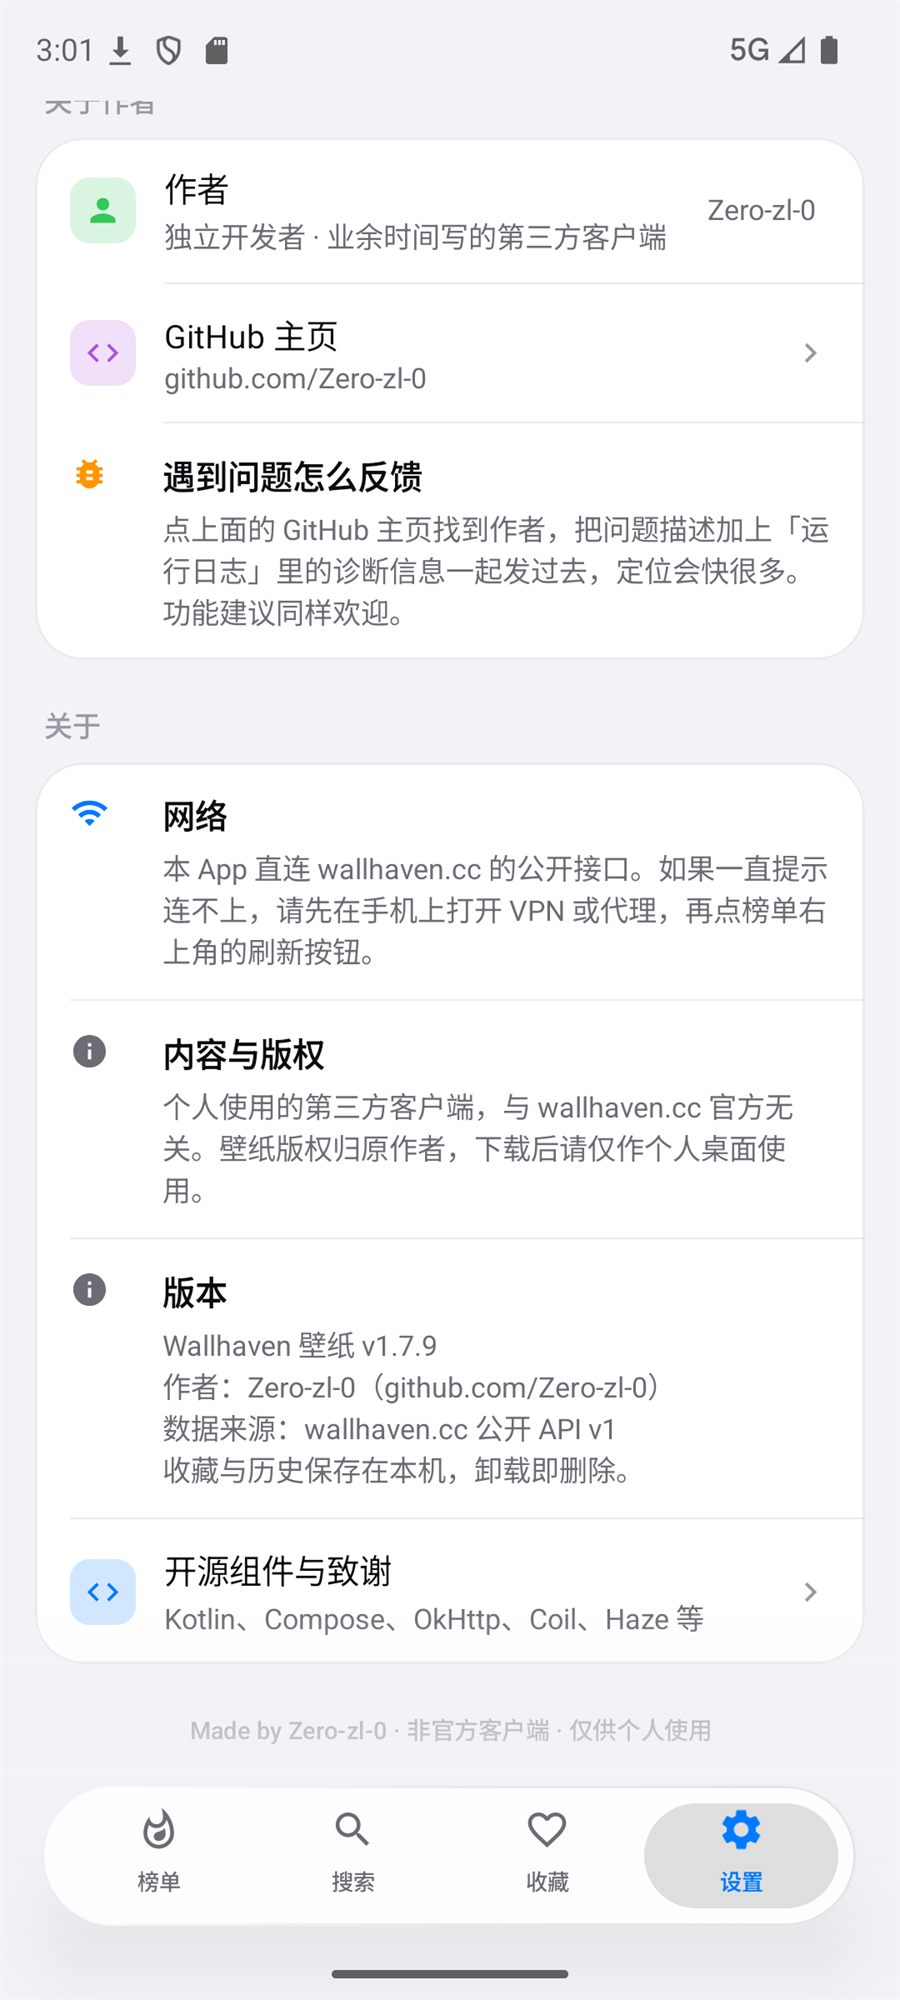 3:01
5G
关于作者
作者
独立开发者 · 业余时间写的第三方客户端
Zero-zl-0
GitHub 主页
github.com/Zero-zl-0
遇到问题怎么反馈
点上面的 GitHub 主页找到作者，把问题描述加上「运
行日志」里的诊断信息一起发过去，定位会快很多。
功能建议同样欢迎。
关于
网络
本 App 直连 wallhaven.cc 的公开接口。如果一直提示
连不上，请先在手机上打开 VPN 或代理，再点榜单右
上角的刷新按钮。
内容与版权
个人使用的第三方客户端，与 wallhaven.cc 官方无
关。壁纸版权归原作者，下载后请仅作个人桌面使
用。
版本
Wallhaven 壁纸 v1.7.9
作者：Zero-zl-0（github.com/Zero-zl-0）
数据来源：wallhaven.cc 公开 API v1
收藏与历史保存在本机，卸载即删除。
开源组件与致谢
Kotlin、Compose、OkHttp、Coil、Haze 等
Made by Zero-zl-0 · 非官方客户端 · 仅供个人使用
榜单
搜索
收藏
设置